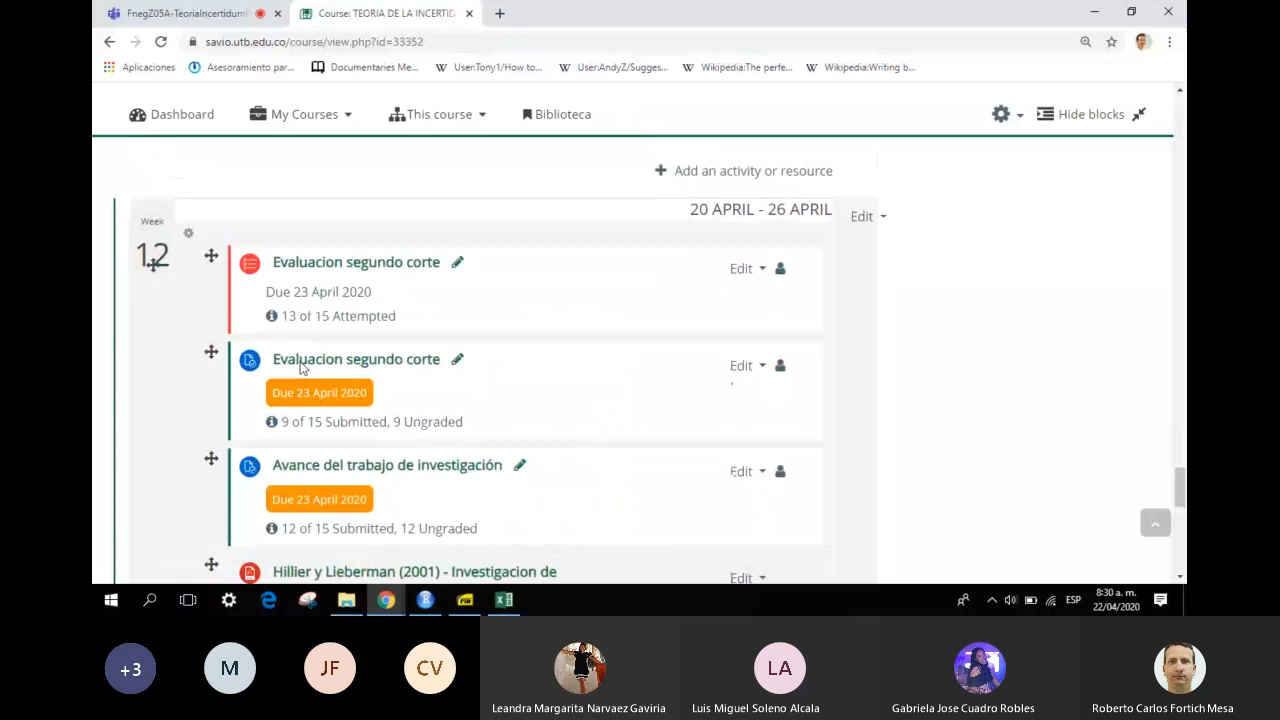 FnegZ05A-TeoriaIncertidum
Course: TEORIA DE LA INCERTID
savio.utb.edu.co/course/view.php?id=33352
Aplicaciones
Asesoramiento par...
Documentaries Me...
User:Tony1/How to...
User:AndyZ/Sugges...
Wikipedia:The perfe...
Wikipedia:Writing b...
Dashboard
My Courses
This course
Biblioteca
Hide blocks
Add an activity or resource
20 APRIL - 26 APRIL
Edit
Week
12
Evaluacion segundo corte
Edit
Due 23 April 2020
13 of 15 Attempted
Evaluacion segundo corte
Edit
Due 23 April 2020
9 of 15 Submitted, 9 Ungraded
Avance del trabajo de investigación
Edit
Due 23 April 2020
12 of 15 Submitted, 12 Ungraded
Hillier y Lieberman (2001) - Investigacion de
Edit
ESP
8:30 a. m.
22/04/2020
+3
M
JF
CV
LA
Leandra Margarita Narvaez Gaviria
Luis Miguel Soleno Alcala
Gabriela Jose Cuadro Robles
Roberto Carlos Fortich Mesa